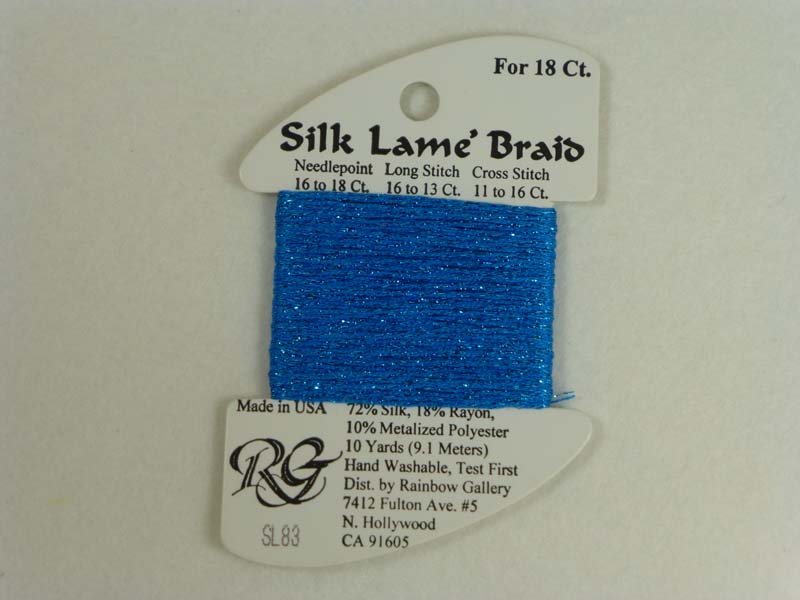 For 18 Ct.
Silk Lame' Braid
Needlepoint Long Stitch Cross Stitch
16 to 18 Ct. 16 to 13 Ct. 11 to 16 Ct.
Made in USA
72% Silk, 18% Rayon,
10% Metalized Polyester
10 Yards (9.1 Meters)
Hand Washable, Test First
Dist. by Rainbow Gallery
7412 Fulton Ave. #5
N. Hollywood
CA 91605
RG
SL83